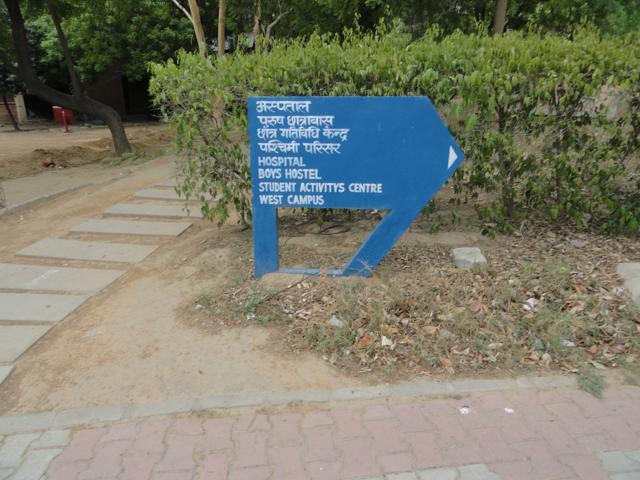 अस्पताल
पुरुष छात्रावास
छात्र गतिविधि केन्द्र
पश्चिमी परिसर
HOSPITAL
BOYS HOSTEL
STUDENT ACTIVITYS CENTRE
WEST CAMPUS